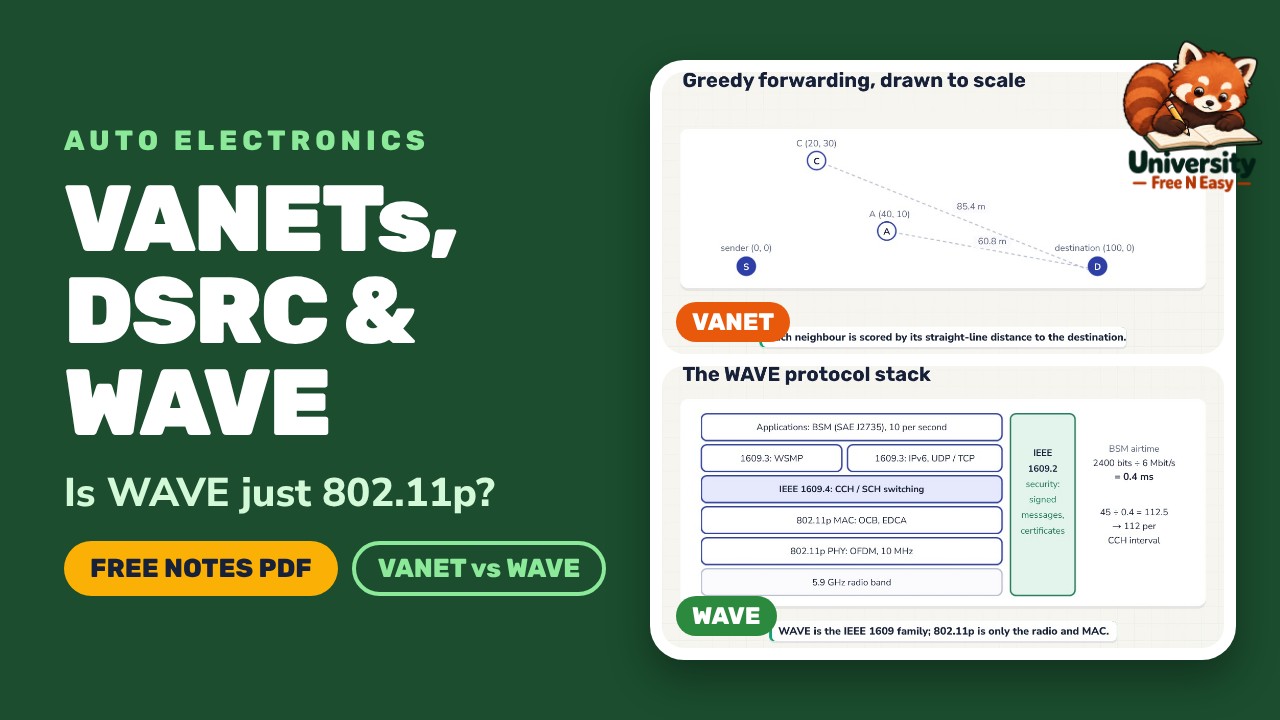 AUTO ELECTRONICS
VANETs,
DSRC &
WAVE
Is WAVE just 802.11p?
FREE NOTES PDF
VANET vs WAVE
Greedy forwarding, drawn to scale
C (20, 30)
C
85.4 m
A (40, 10)
A
60.8 m
sender (0, 0)
S
destination (100, 0)
D
VANET
neighbour is scored by its straight-line distance to the destination.
The WAVE protocol stack
Applications: BSM (SAE J2735), 10 per second
1609.3: WSMP
1609.3: IPv6, UDP / TCP
IEEE 1609.4: CCH / SCH switching
802.11p MAC: OCB, EDCA
802.11p PHY: OFDM, 10 MHz
5.9 GHz radio band
IEEE
1609.2
security:
signed
messages,
certificates
BSM airtime
2400 bits ÷ 6 Mbit/s
= 0.4 ms
45 ÷ 0.4 = 112.5
→ 112 per
CCH interval
WAVE
WAVE is the IEEE 1609 family; 802.11p is only the radio and MAC.
University
Free N Easy